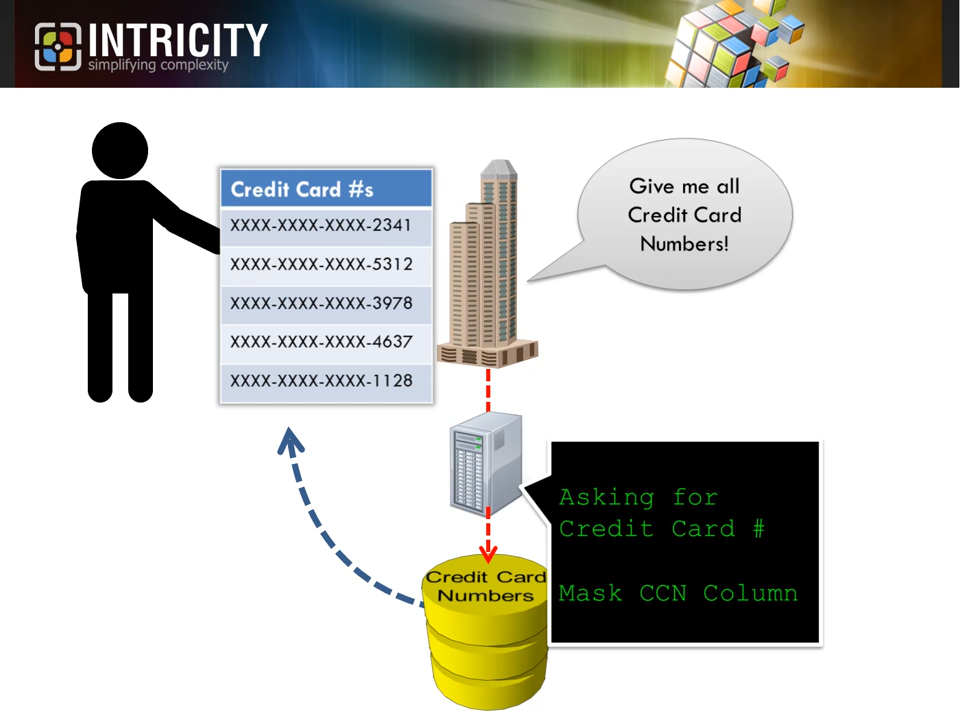 INTRICITY
simplifying complexity
Credit Card #s
XXXX-XXXX-XXXX-2341
XXXX-XXXX-XXXX-5312
XXXX-XXXX-XXXX-3978
XXXX-XXXX-XXXX-4637
XXXX-XXXX-XXXX-1128
Give me all
Credit Card
Numbers!
Asking for
Credit Card #
Mask CCN Column
Credit Card
Numbers